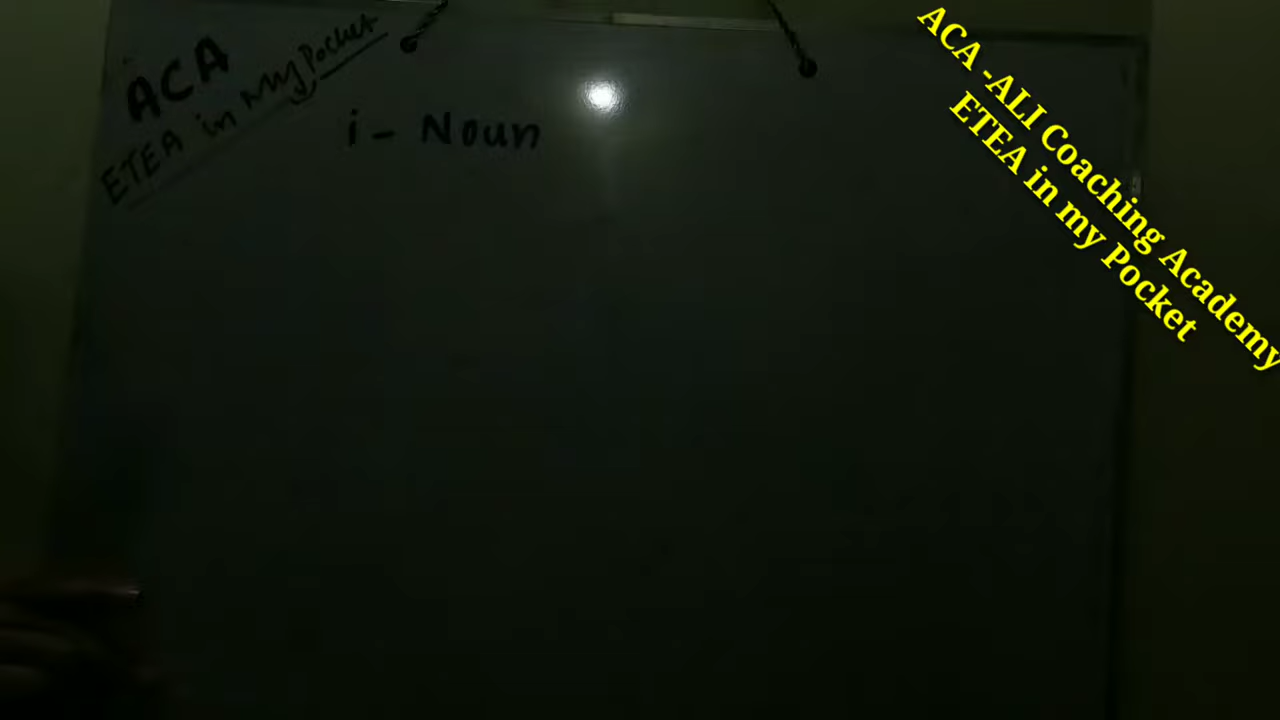 ACA
ETEA in My Pocket
i - Noun
ACA -ALI Coaching Academy
ETEA in my Pocket